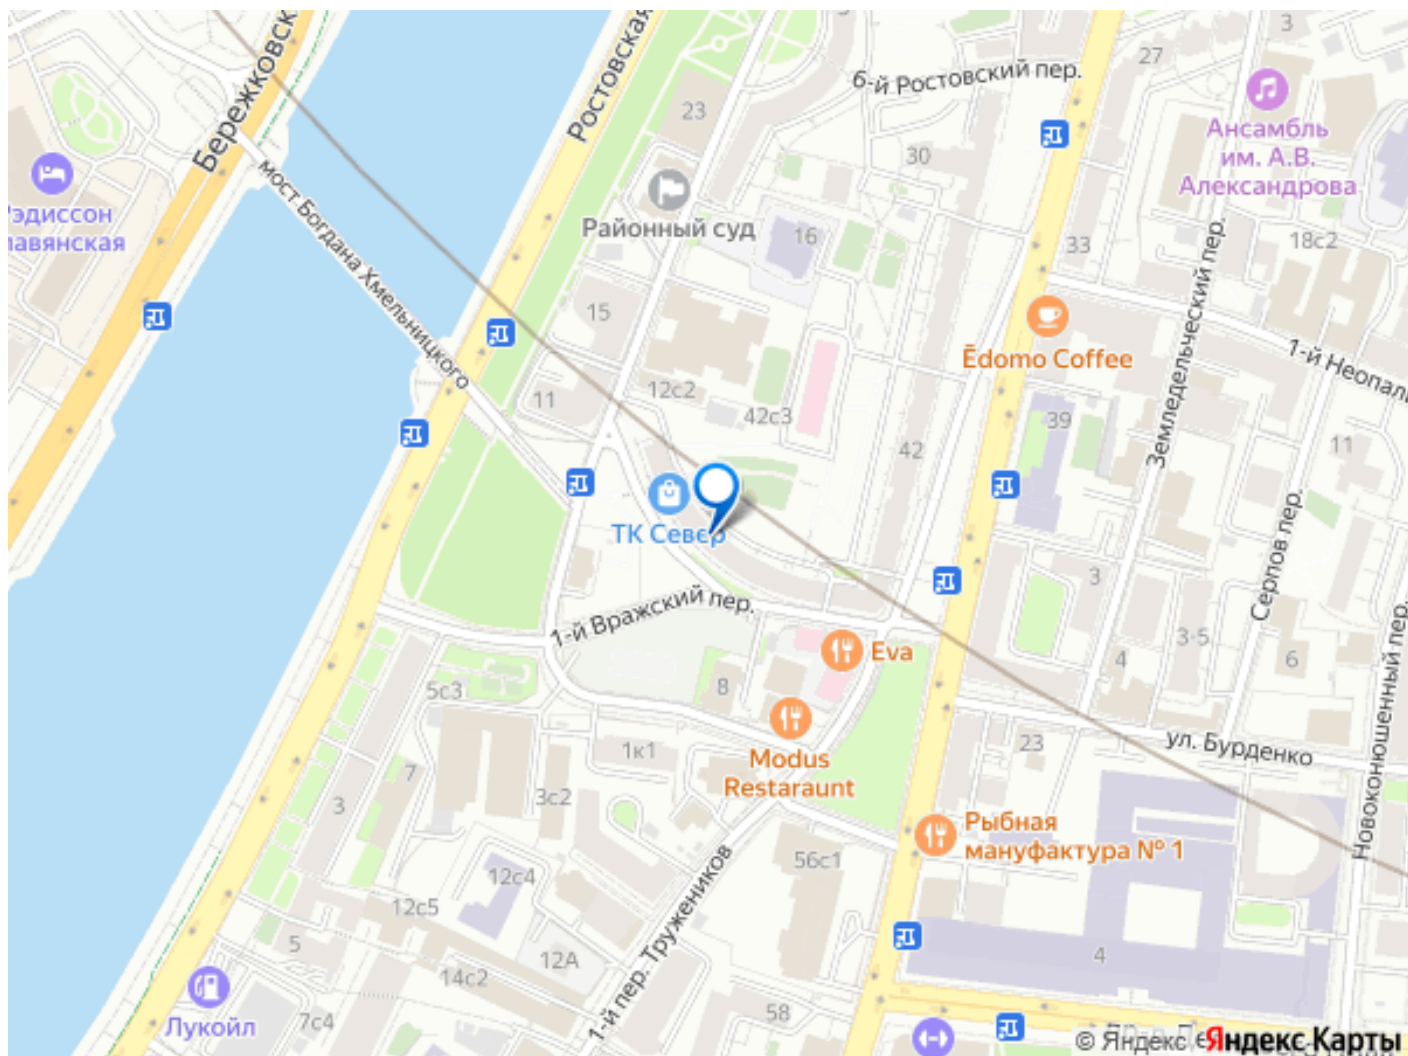 Бережковск
Ростовская
3
27
6-й Ростовский пер.
23
Ансамбль
им. А.В.
Александрова
30
мост Богдана Хмельницкого
эдиссон
лавянская
Районный суд
16
33
18с2
Земледельческий пер.
15
Ēdomo Coffee
1-й Неопали
12с2
11
42с3
39
42
11
ТК Север
Серпов пер.
3
1-й Вражский пер.
Eva
3-5
4
6
Новоконюшенный пер.
5с3
8
1к1
Modus
Restaraunt
23
ул. Бурденко
7
3
3с2
Рыбная
мануфактура № 1
56с1
12с4
12с5
1-й пер. Тружеников
5
12А
14с2
4
Лукойл
7с4
58
© Яндекс
Яндекс Карты